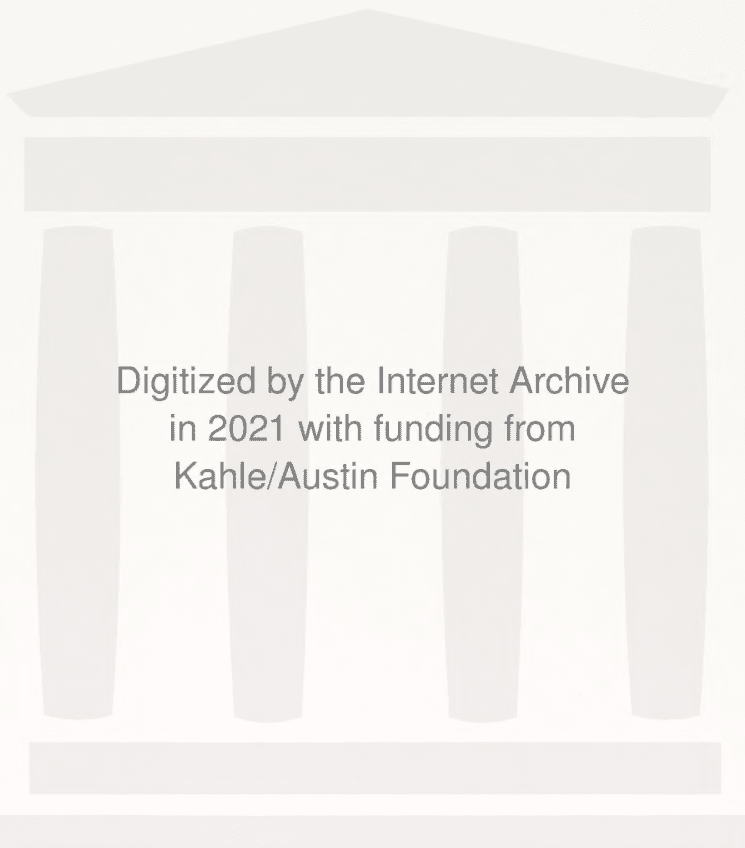 Digitized by the Internet Archive
in 2021 with funding from
Kahle/Austin Foundation